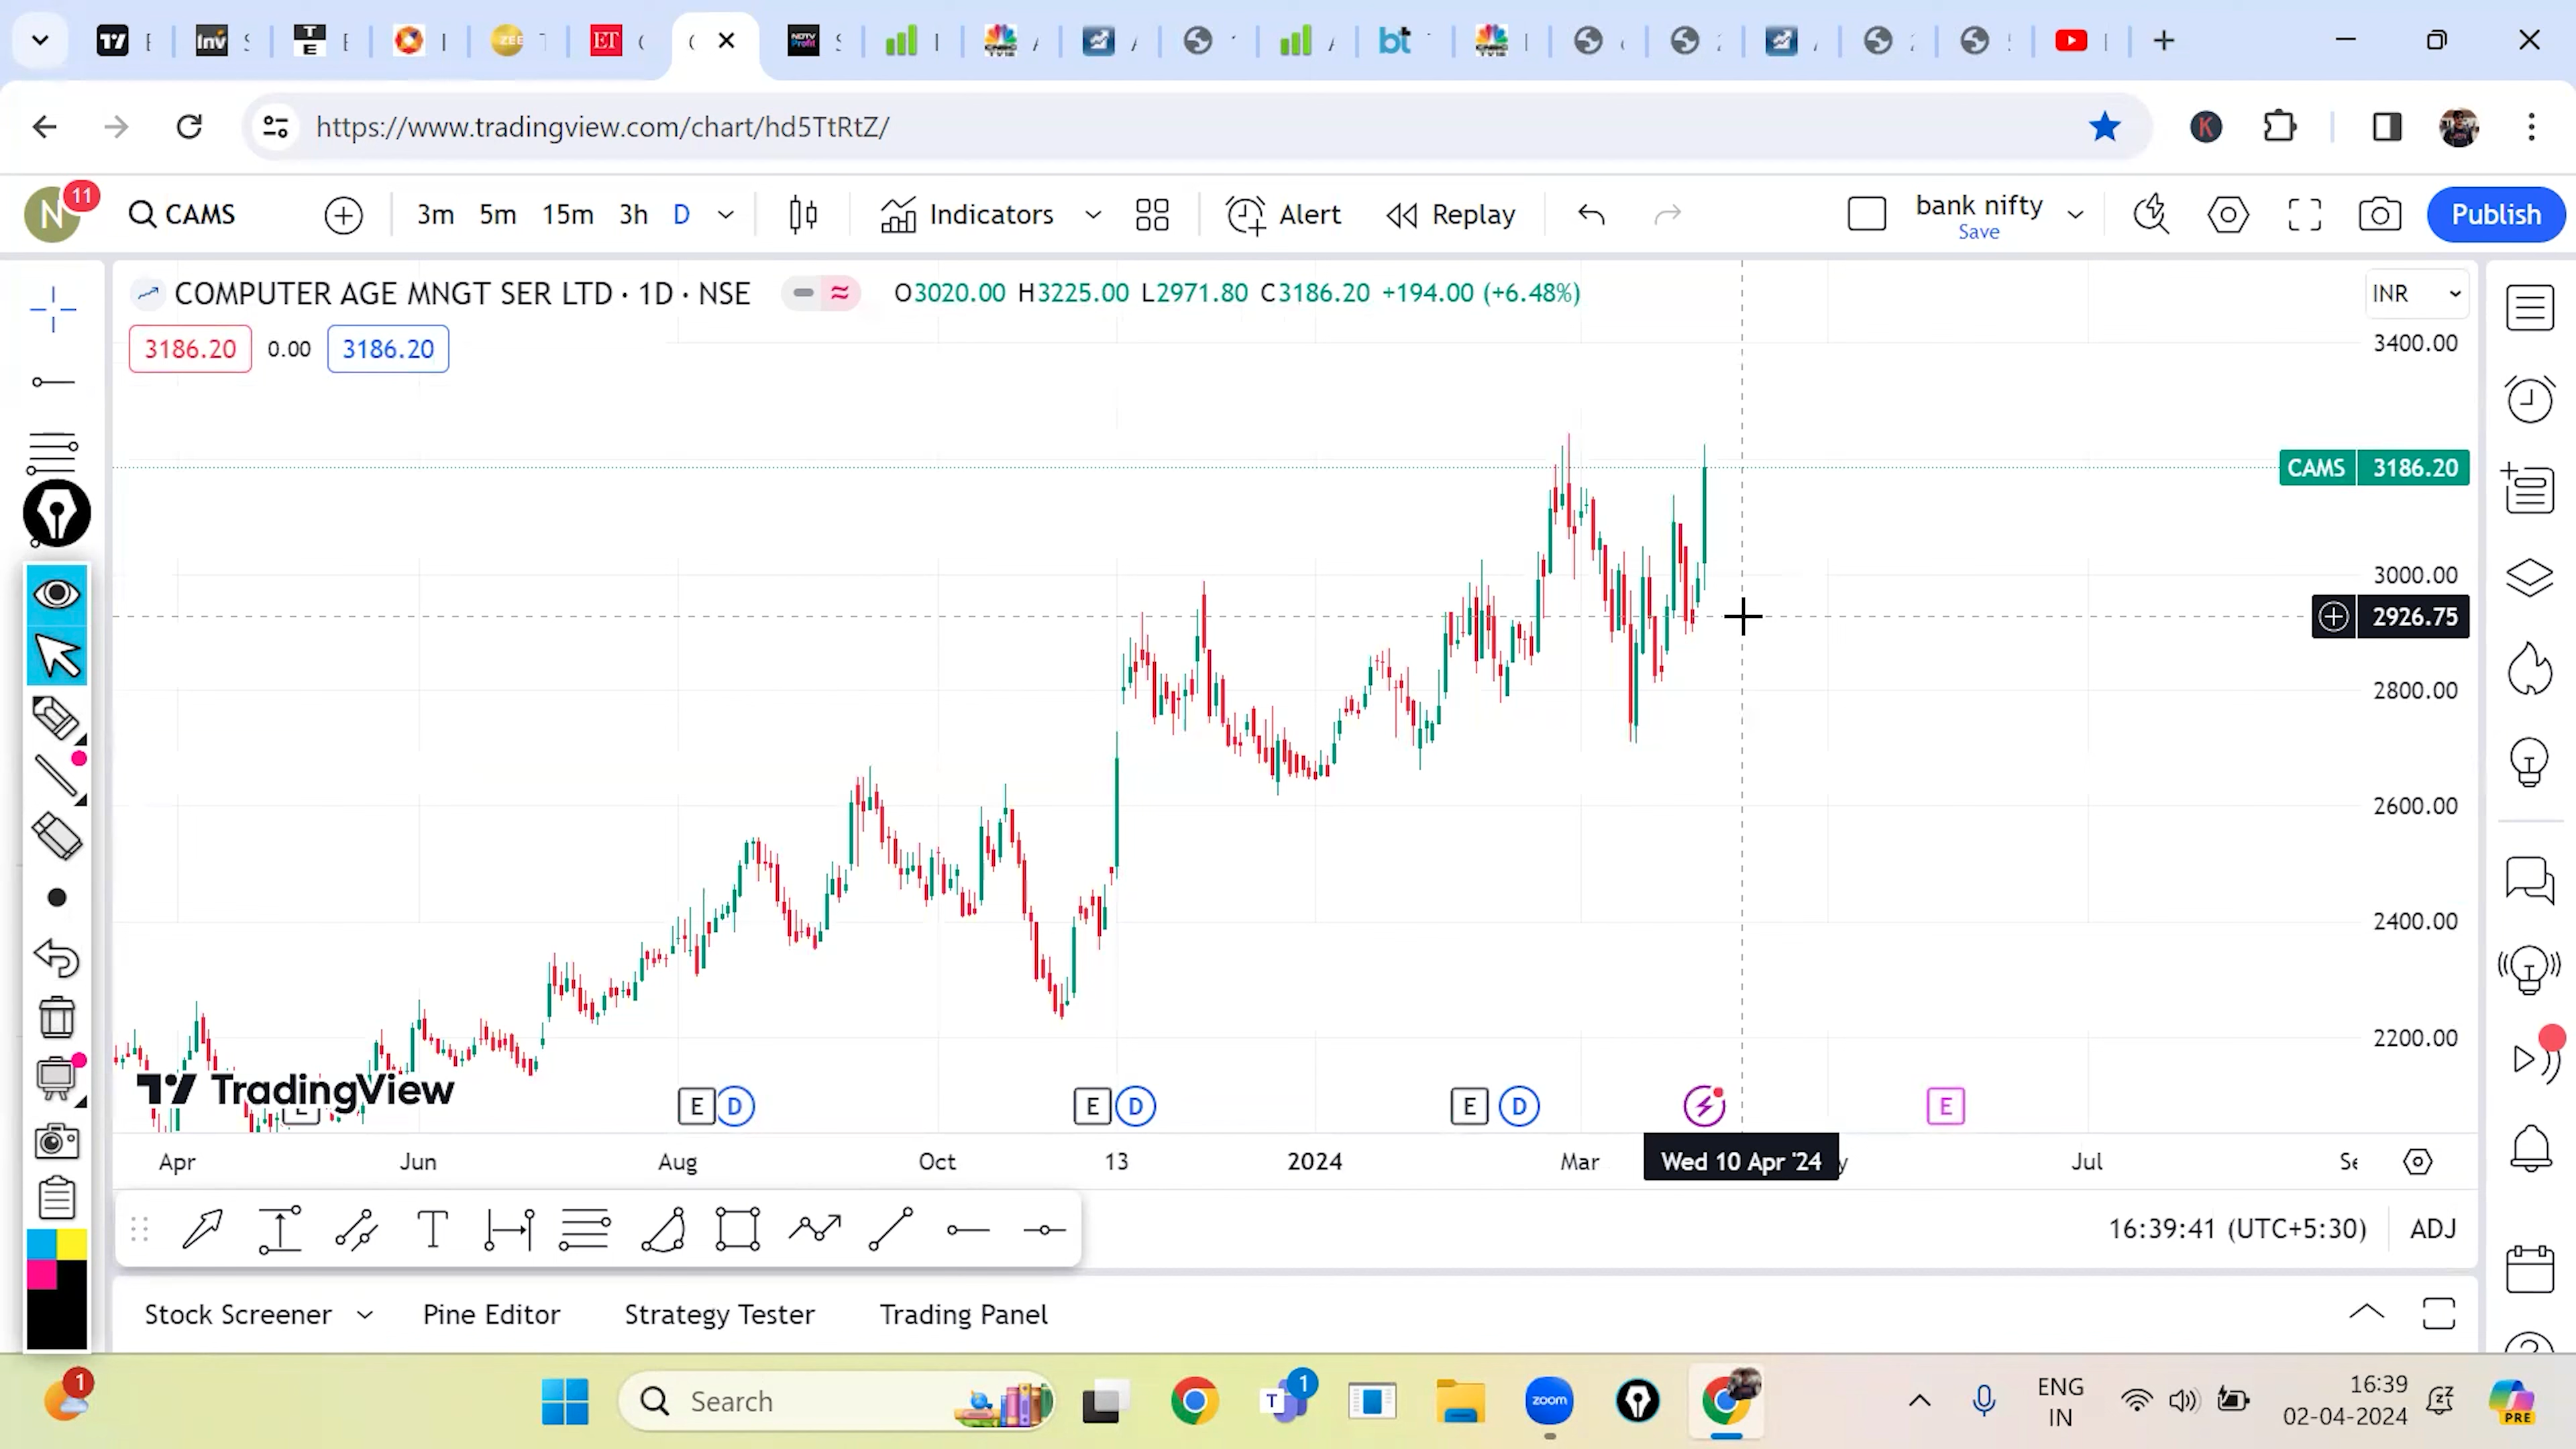 https://www.tradingview.com/chart/hd5TtRtZ/
N 11 CAMS 3m 5m 15m 3h D Indicators Alert Replay bank nifty Save Publish
COMPUTER AGE MNGT SER LTD · 1D · NSE O3020.00 H3225.00 L2971.80 C3186.20 +194.00 (+6.48%) INR
3186.20 0.00 3186.20
3400.00
CAMS 3186.20
3000.00
2926.75
2800.00
2600.00
2400.00
2200.00
TradingView
E D E D E D E
Apr Jun Aug Oct 13 2024 Mar Wed 10 Apr '24 Jul
16:39:41 (UTC+5:30) ADJ
Stock Screener Pine Editor Strategy Tester Trading Panel
1 Search T 1 zoom ENG IN 16:39 02-04-2024 PRE